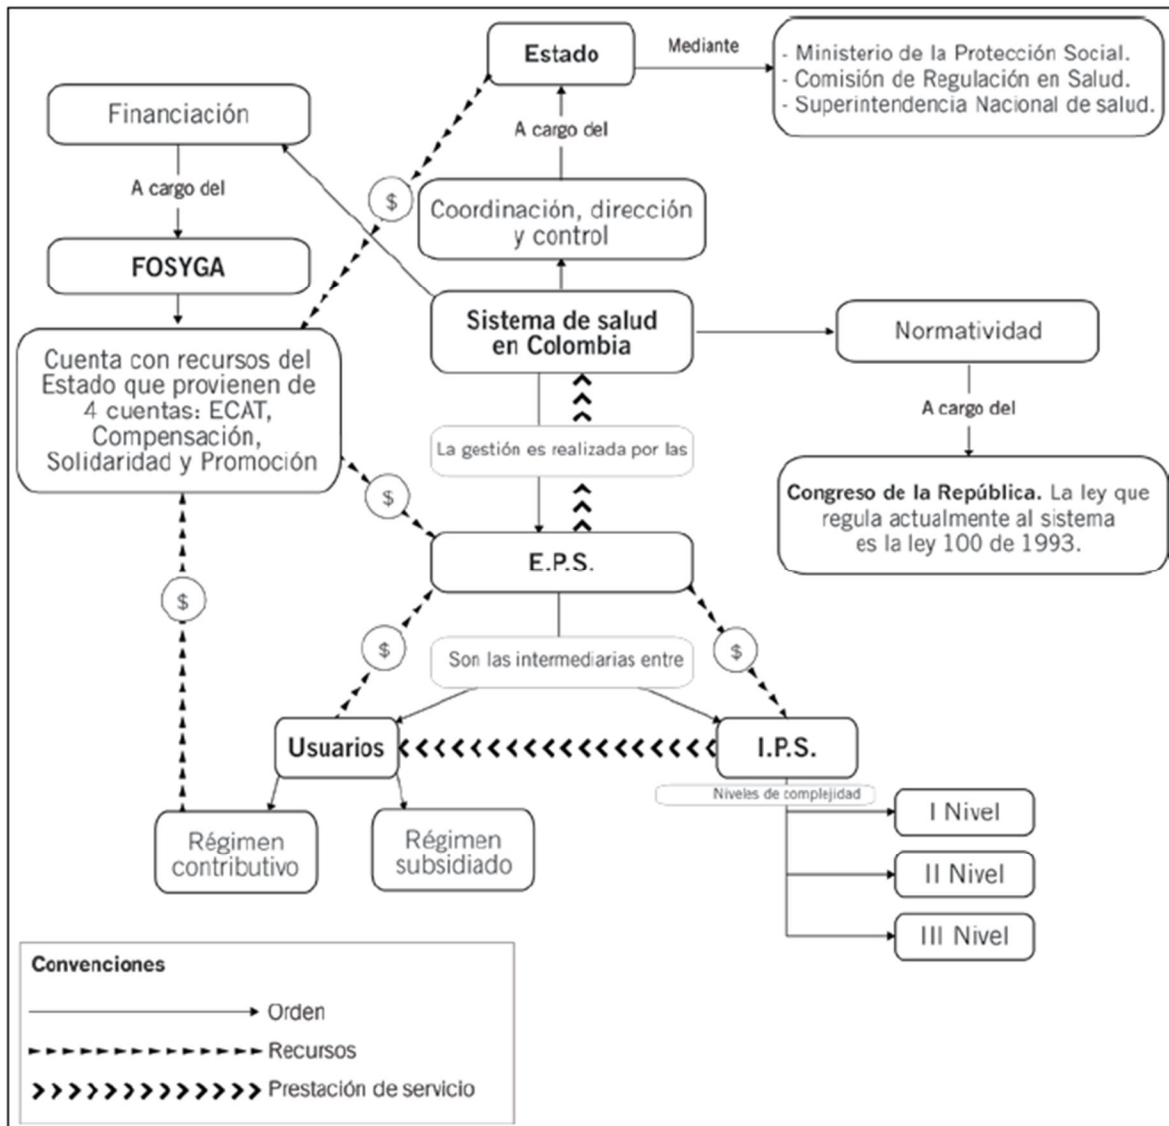 Estado
Mediante
- Ministerio de la Protección Social.
- Comisión de Regulación en Salud.
- Superintendencia Nacional de salud.
Financiación
A cargo del
A cargo del
$
Coordinación, dirección
y control
FOSYGA
Sistema de salud
en Colombia
Normatividad
Cuenta con recursos del
Estado que provienen de
4 cuentas: ECAT,
Compensación,
Solidaridad y Promoción
A cargo del
La gestión es realizada por las
$
Congreso de la República. La ley que
regula actualmente al sistema
es la ley 100 de 1993.
E.P.S.
$
$
Son las intermediarias entre
$
Usuarios
I.P.S.
Niveles de complejidad
Régimen
contributivo
Régimen
subsidiado
I Nivel
II Nivel
III Nivel
Convenciones
Orden
Recursos
Prestación de servicio